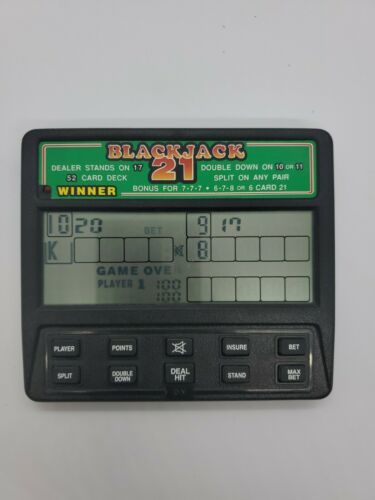 BLACKJACK
21
DEALER STANDS ON 17
DOUBLE DOWN ON 10 OR 11
52 CARD DECK
SPLIT ON ANY PAIR
WINNER
BONUS FOR 7-7-7 • 6-7-8 OR 6 CARD 21
10 20 BET 9 17
K 8
GAME OVER
PLAYER 1 100
100
PLAYER POINTS INSURE BET
SPLIT DOUBLE DOWN DEAL HIT STAND MAX BET